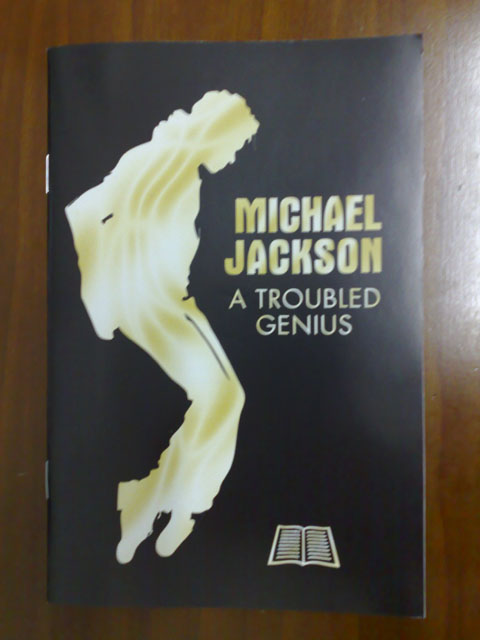 MICHAEL
JACKSON
A TROUBLED
GENIUS